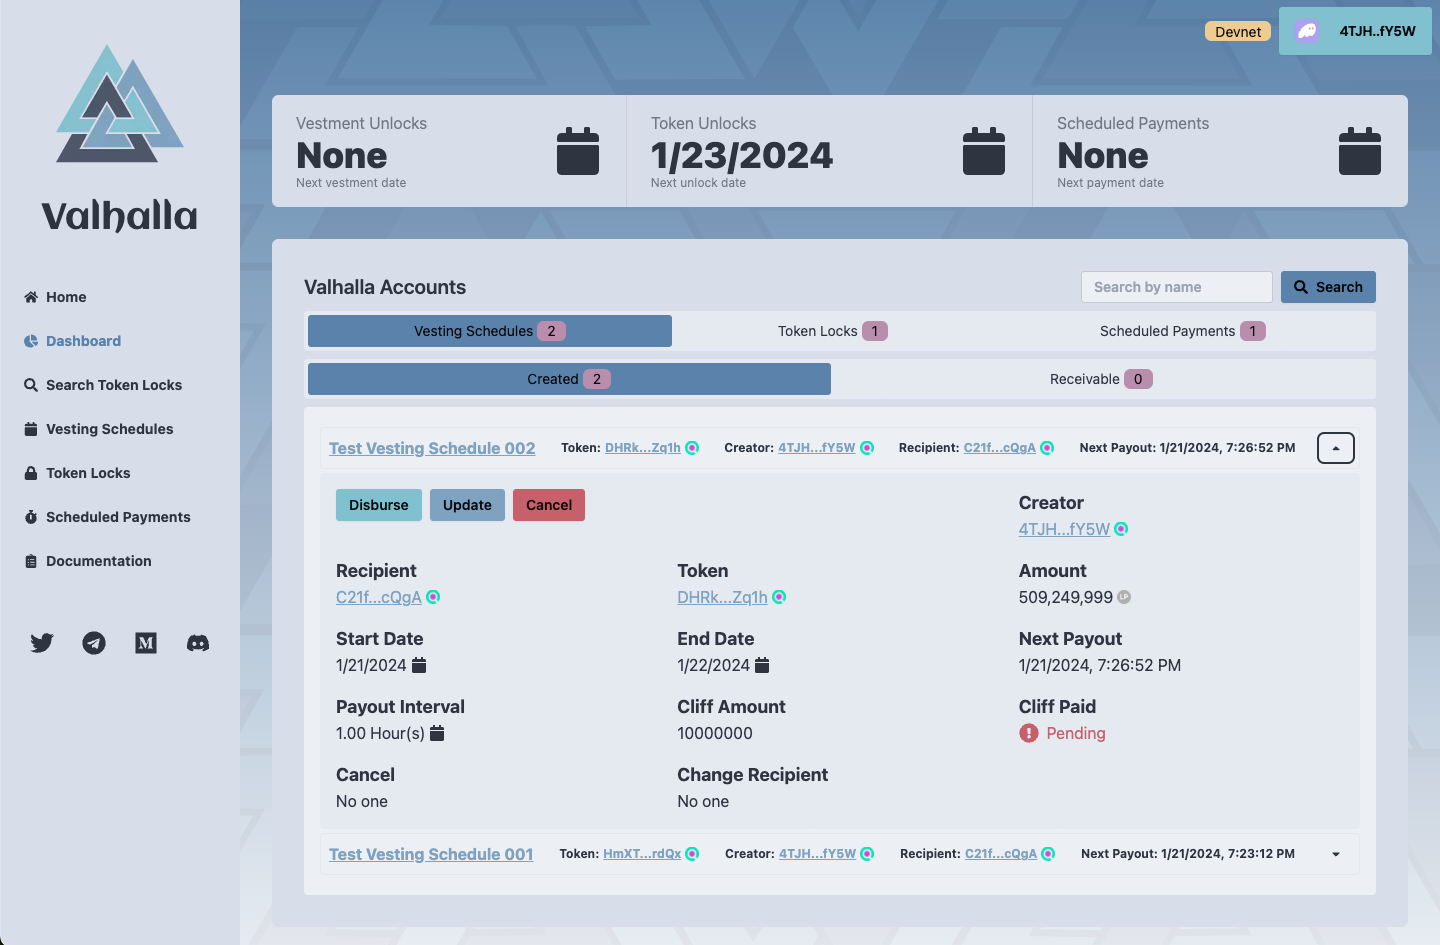 Valhalla
Home
Dashboard
Search Token Locks
Vesting Schedules
Token Locks
Scheduled Payments
Documentation
M
Devnet
4TJH..fY5W
Vestment Unlocks
None
Next vestment date
Token Unlocks
1/23/2024
Next unlock date
Scheduled Payments
None
Next payment date
Valhalla Accounts
Search by name
Search
Vesting Schedules 2
Token Locks 1
Scheduled Payments 1
Created 2
Receivable 0
Test Vesting Schedule 002 Token: DHRk...Zq1h Creator: 4TJH...fY5W Recipient: C21f...cQgA Next Payout: 1/21/2024, 7:26:52 PM
Disburse
Update
Cancel
Creator
4TJH...fY5W
Recipient
C21f...cQgA
Token
DHRk...Zq1h
Amount
509,249,999 LP
Start Date
1/21/2024
End Date
1/22/2024
Next Payout
1/21/2024, 7:26:52 PM
Payout Interval
1.00 Hour(s)
Cliff Amount
10000000
Cliff Paid
Pending
Cancel
No one
Change Recipient
No one
Test Vesting Schedule 001 Token: HmXT...rdQx Creator: 4TJH...fY5W Recipient: C21f...cQgA Next Payout: 1/21/2024, 7:23:12 PM